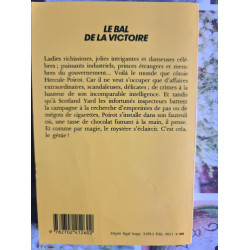 LE BAL
DE LA VICTOIRE
Ladies richissimes, jolies intrigantes et danseuses célè-
bres ; puissants industriels, princes étrangers et mem-
bres du gouvernement... Voilà le monde que côtoie
Hercule Poirot. Car il ne veut s'occuper que d'affaires
extraordinaires, scandaleuses, délicates ; de crimes à la
hauteur de son incomparable intelligence. Et tandis
qu'à Scotland Yard les infortunés inspecteurs battent
la campagne à la recherche d'empreintes de pas ou de
mégots de cigarettes, Poirot s'installe dans son fauteuil
où, une tasse de chocolat fumant à la main, il pense.
Et comme par magie, le mystère s'éclaircit. C'est cela,
le génie !